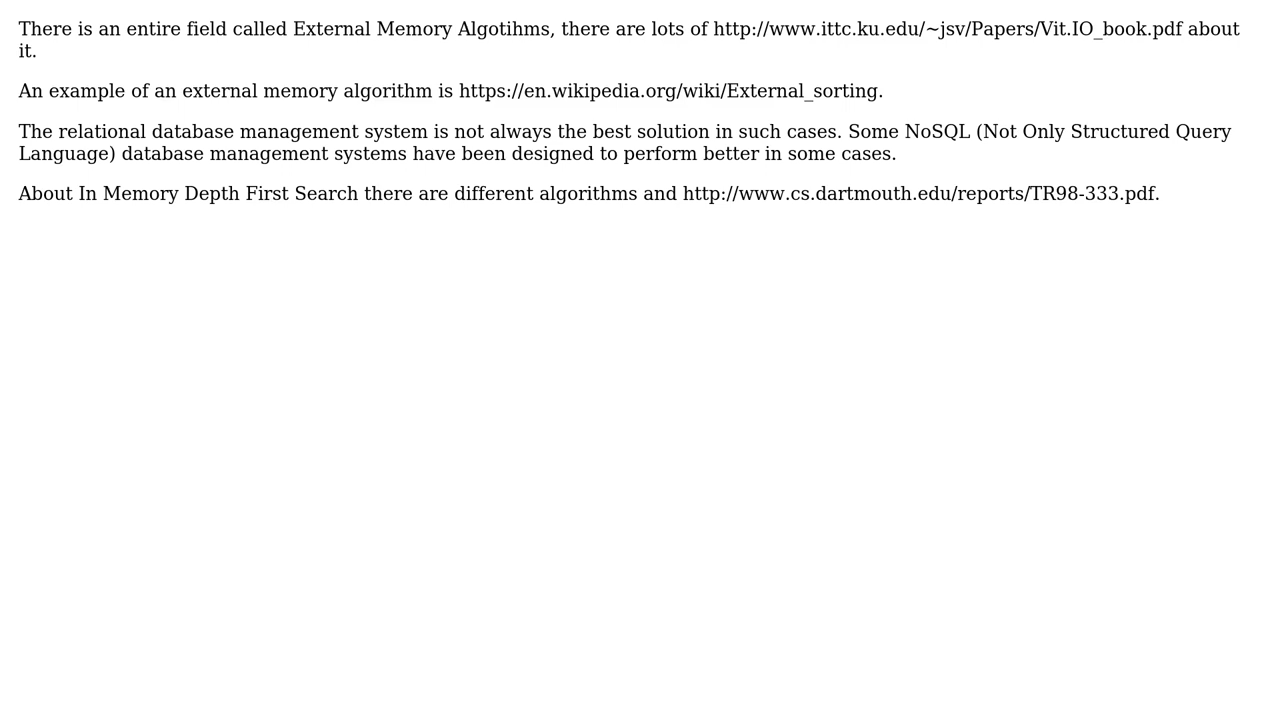 There is an entire field called External Memory Algotihms, there are lots of http://www.ittc.ku.edu/~jsv/Papers/Vit.IO_book.pdf about
it.
An example of an external memory algorithm is https://en.wikipedia.org/wiki/External_sorting.
The relational database management system is not always the best solution in such cases. Some NoSQL (Not Only Structured Query
Language) database management systems have been designed to perform better in some cases.
About In Memory Depth First Search there are different algorithms and http://www.cs.dartmouth.edu/reports/TR98-333.pdf.